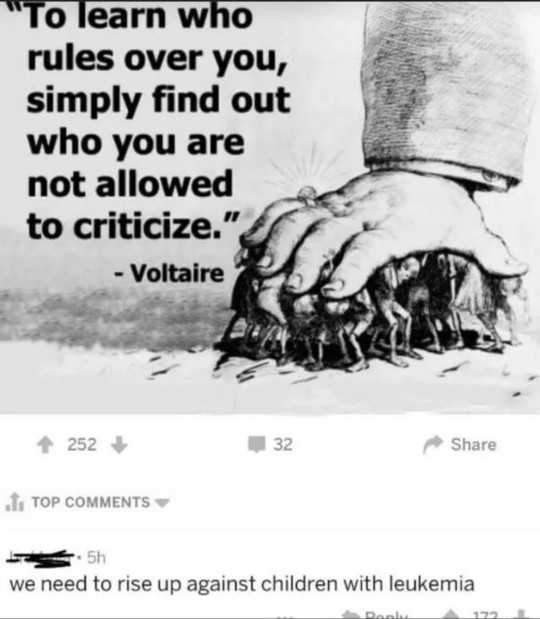 "To learn who
rules over you,
simply find out
who you are
not allowed
to criticize."
- Voltaire
252
32
Share
TOP COMMENTS
· 5h
we need to rise up against children with leukemia
Reply
172